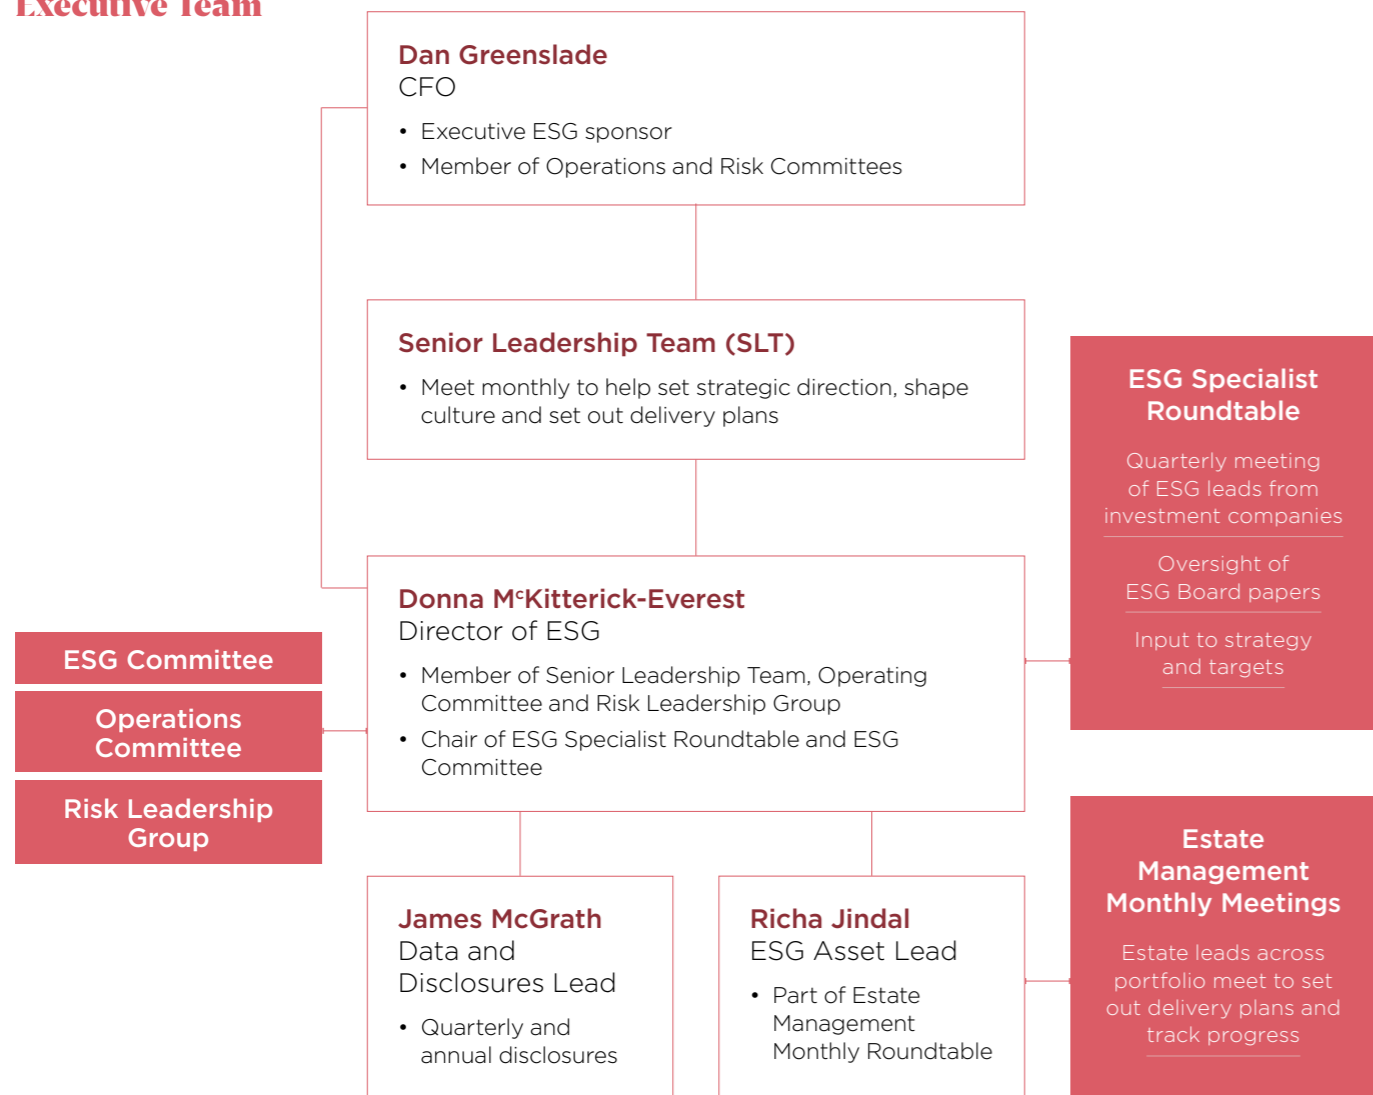 Executive Team
Dan Greenslade
CFO
• Executive ESG sponsor
• Member of Operations and Risk Committees
Senior Leadership Team (SLT)
• Meet monthly to help set strategic direction, shape
culture and set out delivery plans
ESG Specialist
Roundtable
Quarterly meeting
of ESG leads from
investment companies
Oversight of
ESG Board papers
Input to strategy
and targets
Donna McKitterick-Everest
Director of ESG
• Member of Senior Leadership Team, Operating
Committee and Risk Leadership Group
• Chair of ESG Specialist Roundtable and ESG
Committee
ESG Committee
Operations
Committee
Risk Leadership
Group
James McGrath
Data and
Disclosures Lead
• Quarterly and
annual disclosures
Richa Jindal
ESG Asset Lead
• Part of Estate
Management
Monthly Roundtable
Estate
Management
Monthly Meetings
Estate leads across
portfolio meet to set
out delivery plans and
track progress